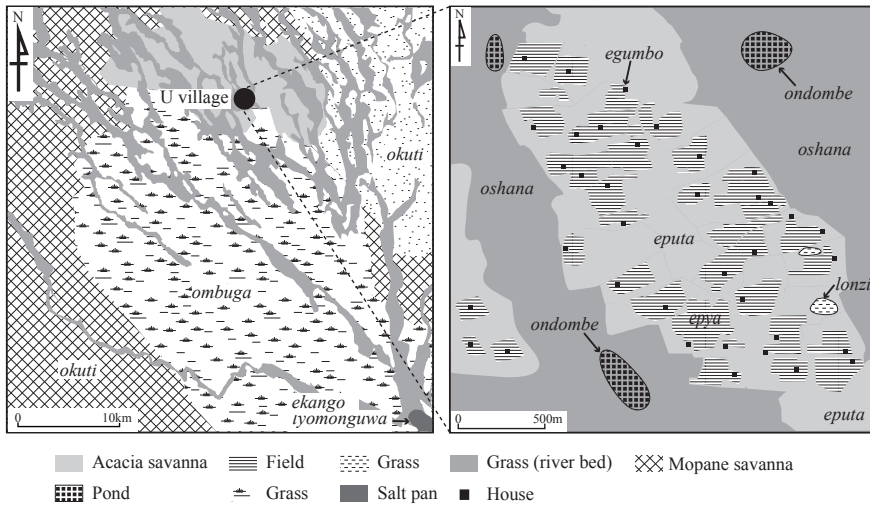 N
U village
okuti
ombuga
okuti
ekango
tyomonguwa
0 10km
N
egumbo
ondombe
oshana
oshana
eputa
lonzi
epya
ondombe
eputa
0 500m
Acacia savanna Field Grass Grass (river bed) Mopane savanna
Pond Grass Salt pan House